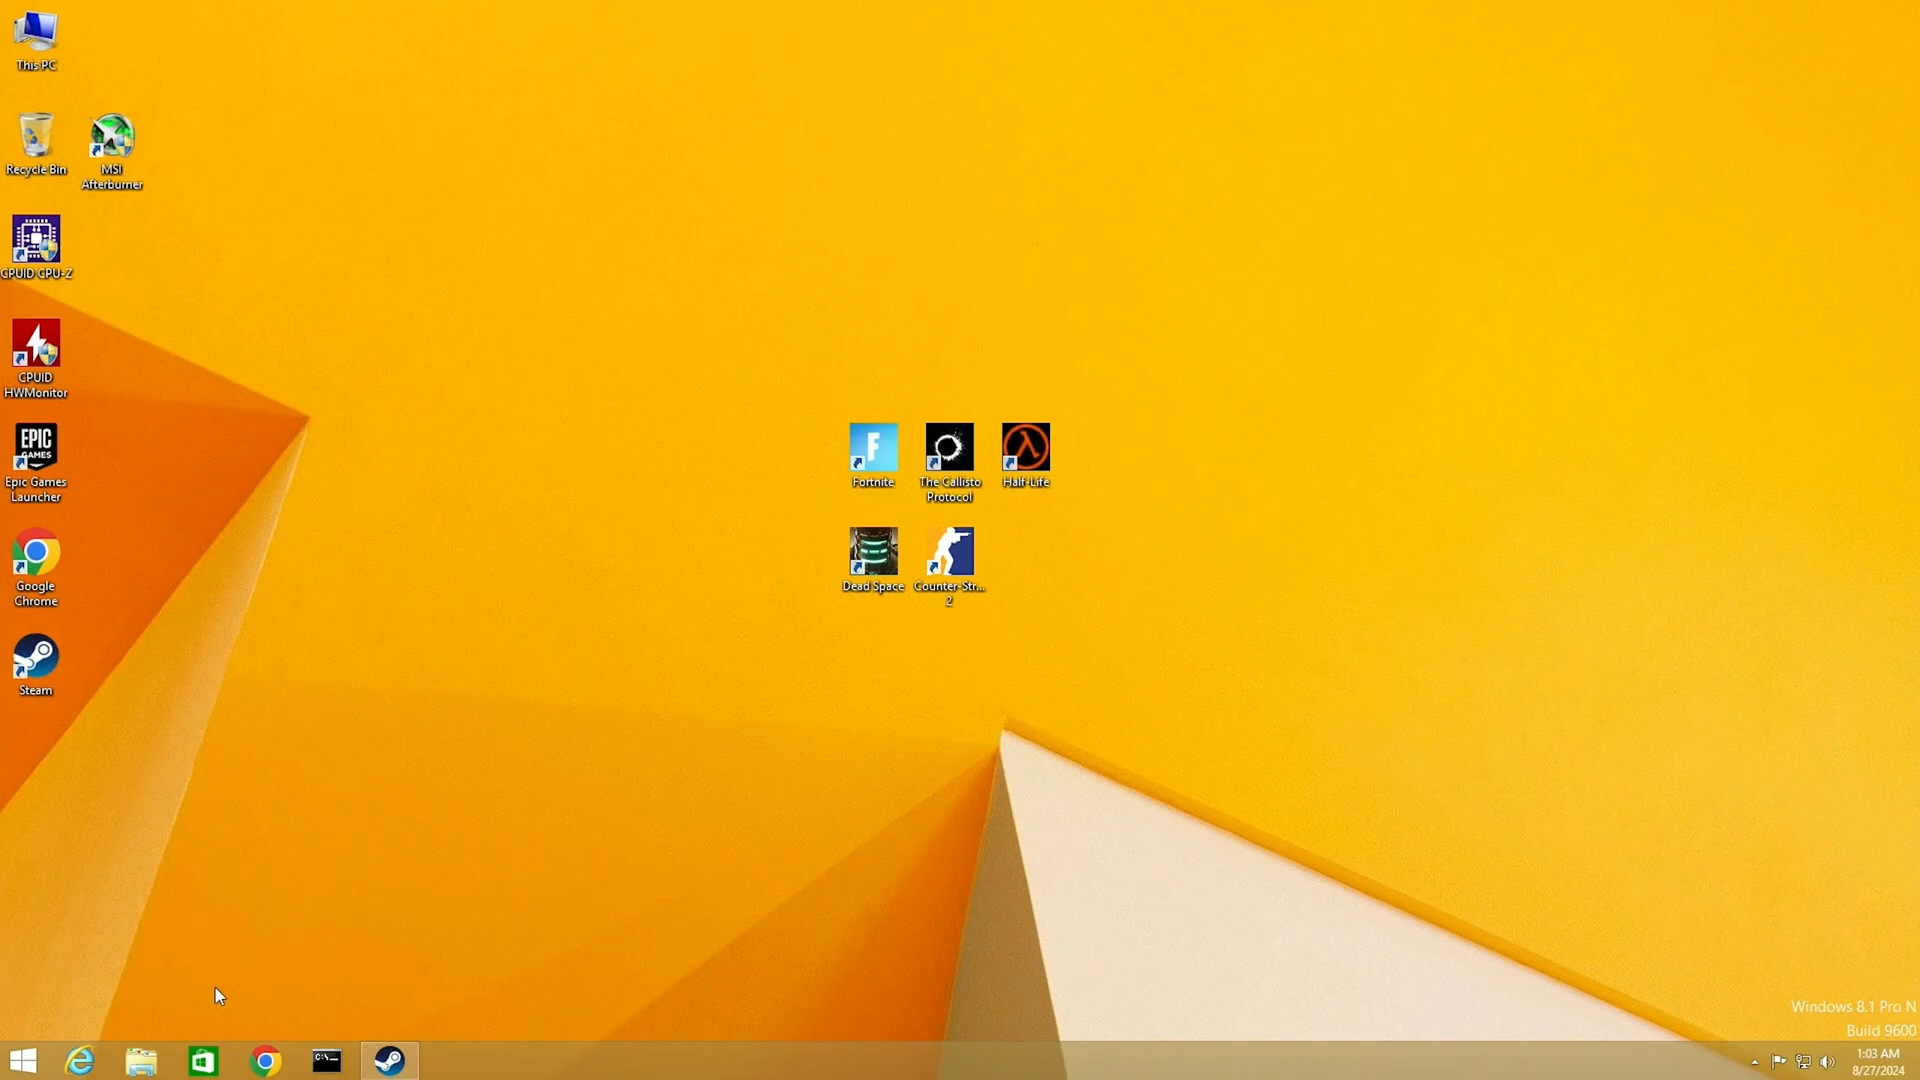 This PC
Recycle Bin
MSI
Afterburner
CPUID CPU-Z
CPUID
HWMonitor
EPIC
GAMES
Epic Games
Launcher
Google
Chrome
Steam
F
Fortnite
The Callisto
Protocol
Half-Life
Dead Space
Counter-Str...
2
Windows 8.1 Pro N
Build 9600
C:\_
1:03 AM
8/27/2024